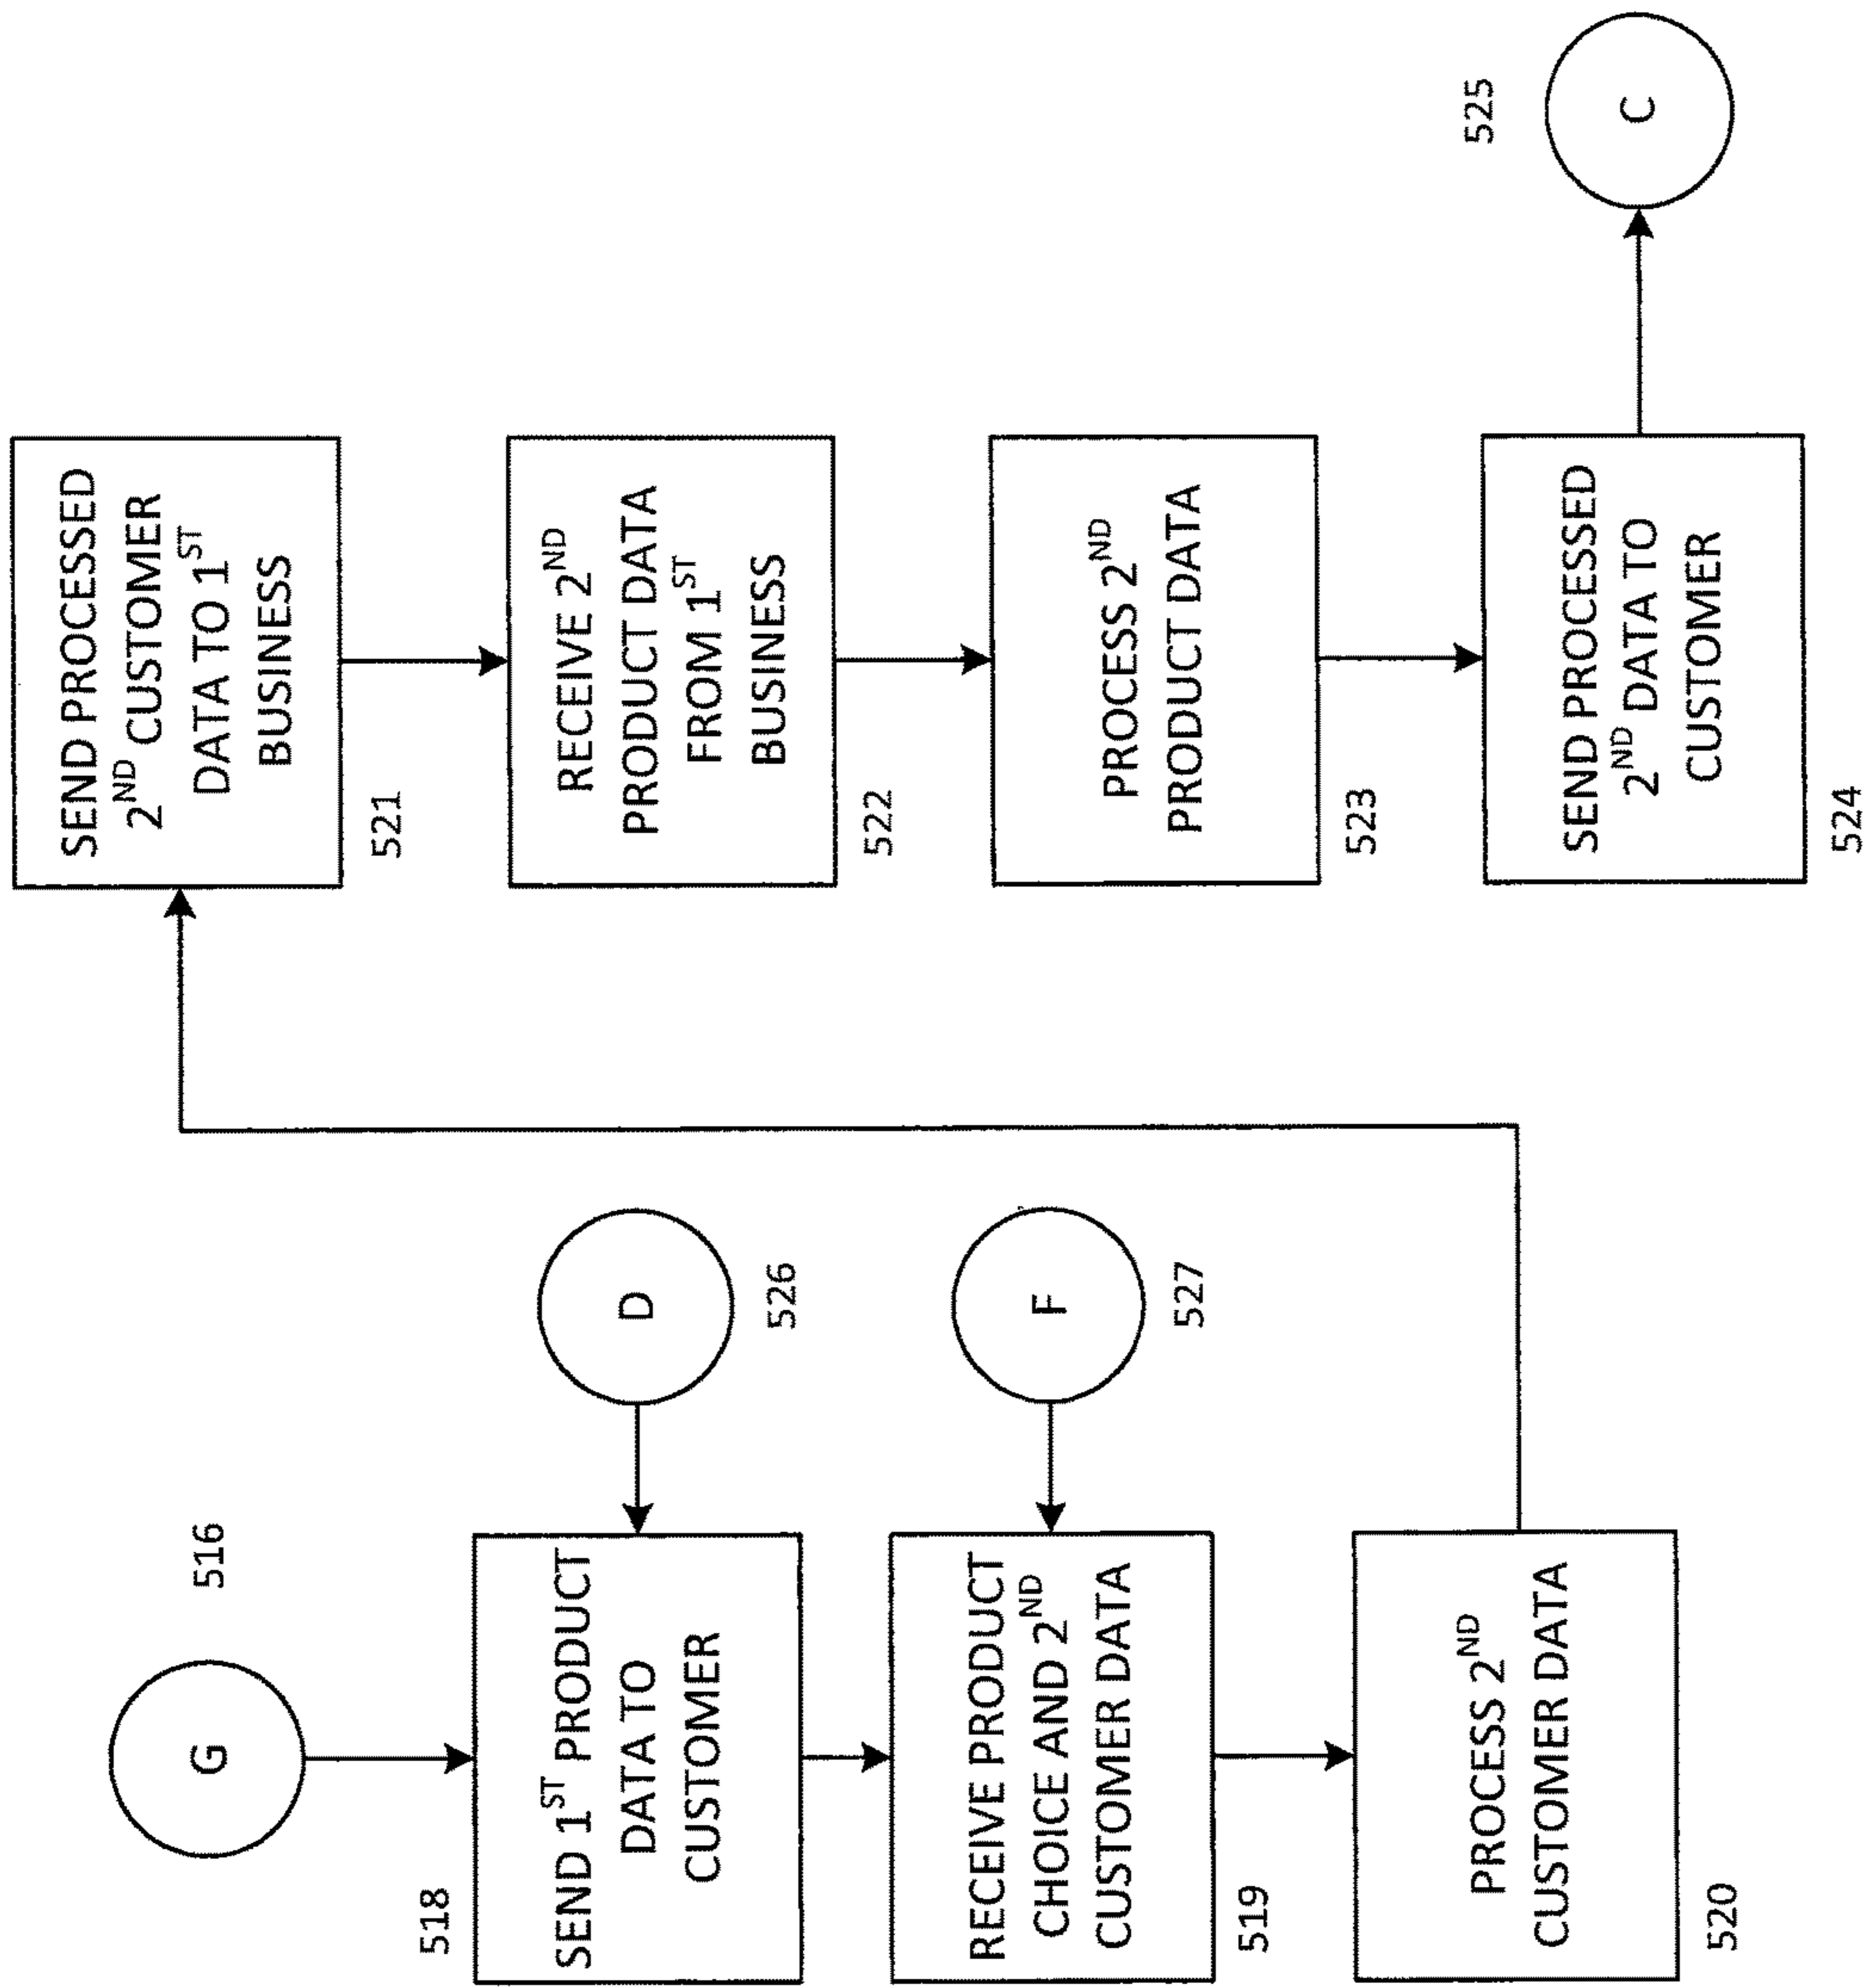 G
516
518
SEND 1ST PRODUCT
DATA TO
CUSTOMER
D
526
RECEIVE PRODUCT
CHOICE AND 2ND
CUSTOMER DATA
519
F
527
PROCESS 2ND
CUSTOMER DATA
520
SEND PROCESSED
2ND CUSTOMER
DATA TO 1ST
BUSINESS
521
RECEIVE 2ND
PRODUCT DATA
FROM 1ST
BUSINESS
522
PROCESS 2ND
PRODUCT DATA
523
SEND PROCESSED
2ND DATA TO
CUSTOMER
524
525
C